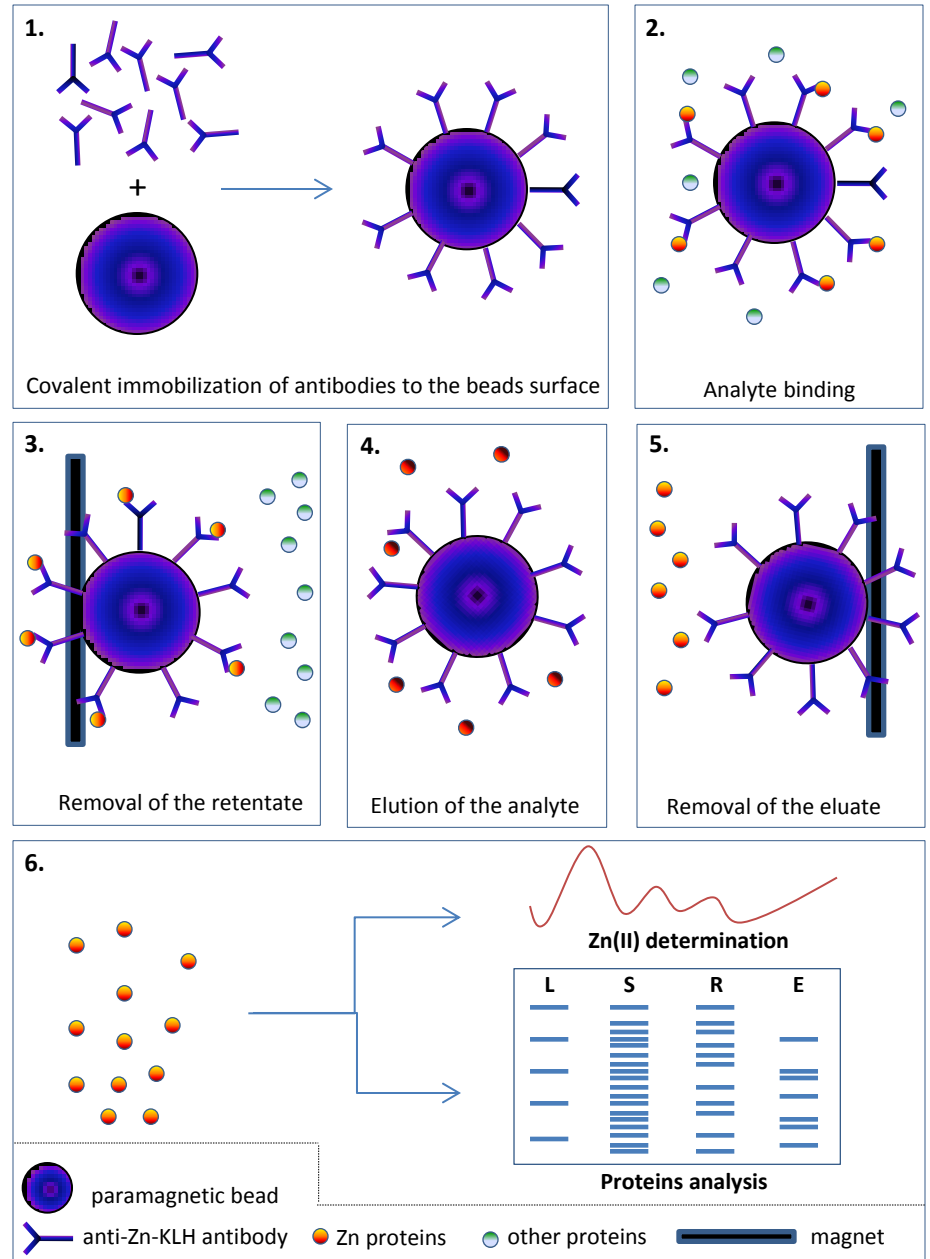 1.
+
Covalent immobilization of antibodies to the beads surface
2.
Analyte binding
3.
Removal of the retentate
4.
Elution of the analyte
5.
Removal of the eluate
6.
Zn(II) determination
L S R E
Proteins analysis
paramagnetic bead
anti-Zn-KLH antibody Zn proteins other proteins magnet